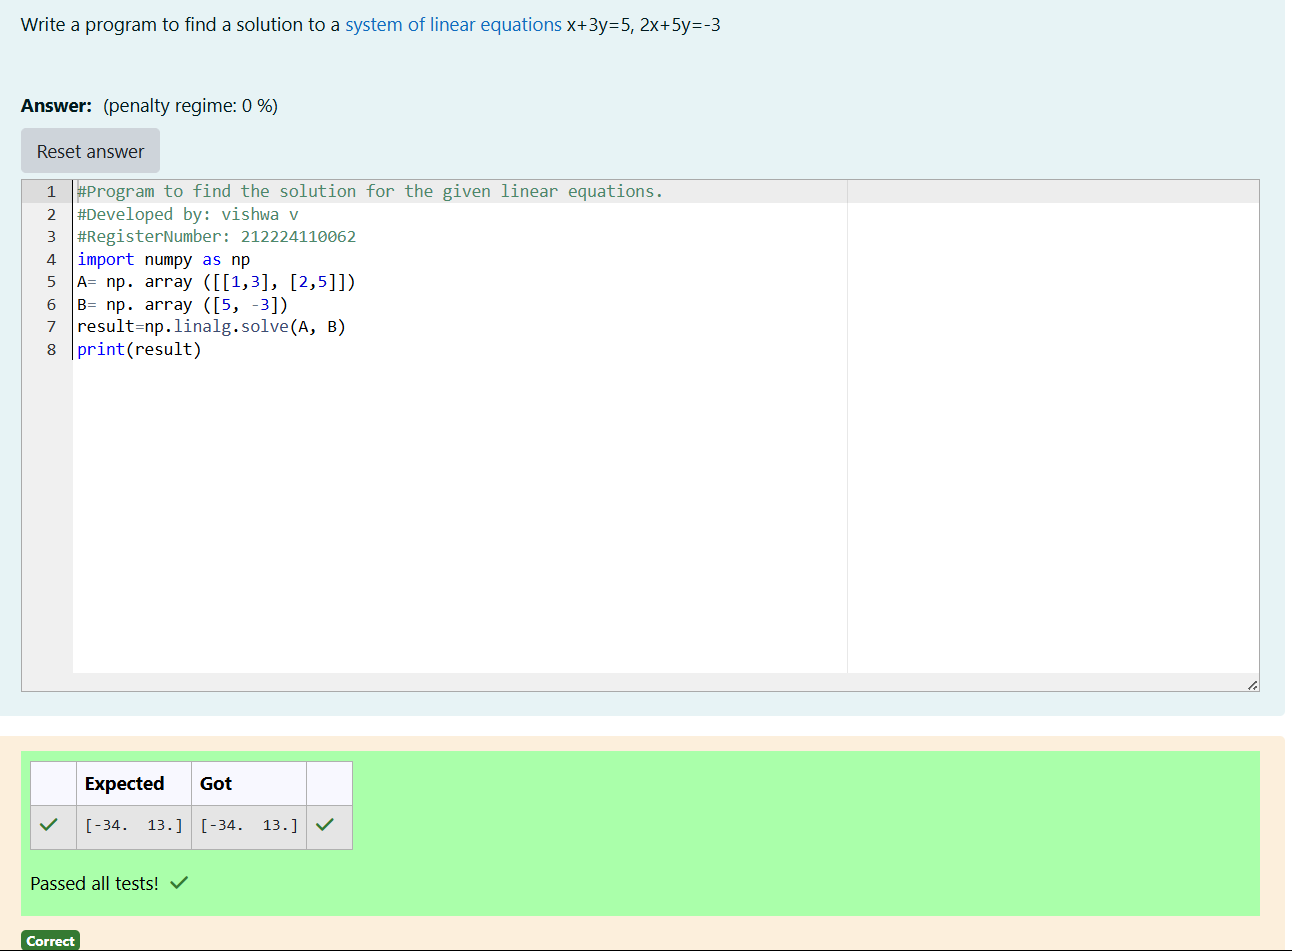 Write a program to find a solution to a system of linear equations x+3y=5, 2x+5y=-3
Answer: (penalty regime: 0 %)
Reset answer
1 #Program to find the solution for the given linear equations.
2 #Developed by: vishwa v
3 #RegisterNumber: 212224110062
4 import numpy as np
5 A= np. array ([[1,3], [2,5]])
6 B= np. array ([5, -3])
7 result=np.linalg.solve(A, B)
8 print(result)
Expected Got
[-34.  13.] [-34.  13.]
Passed all tests!
Correct